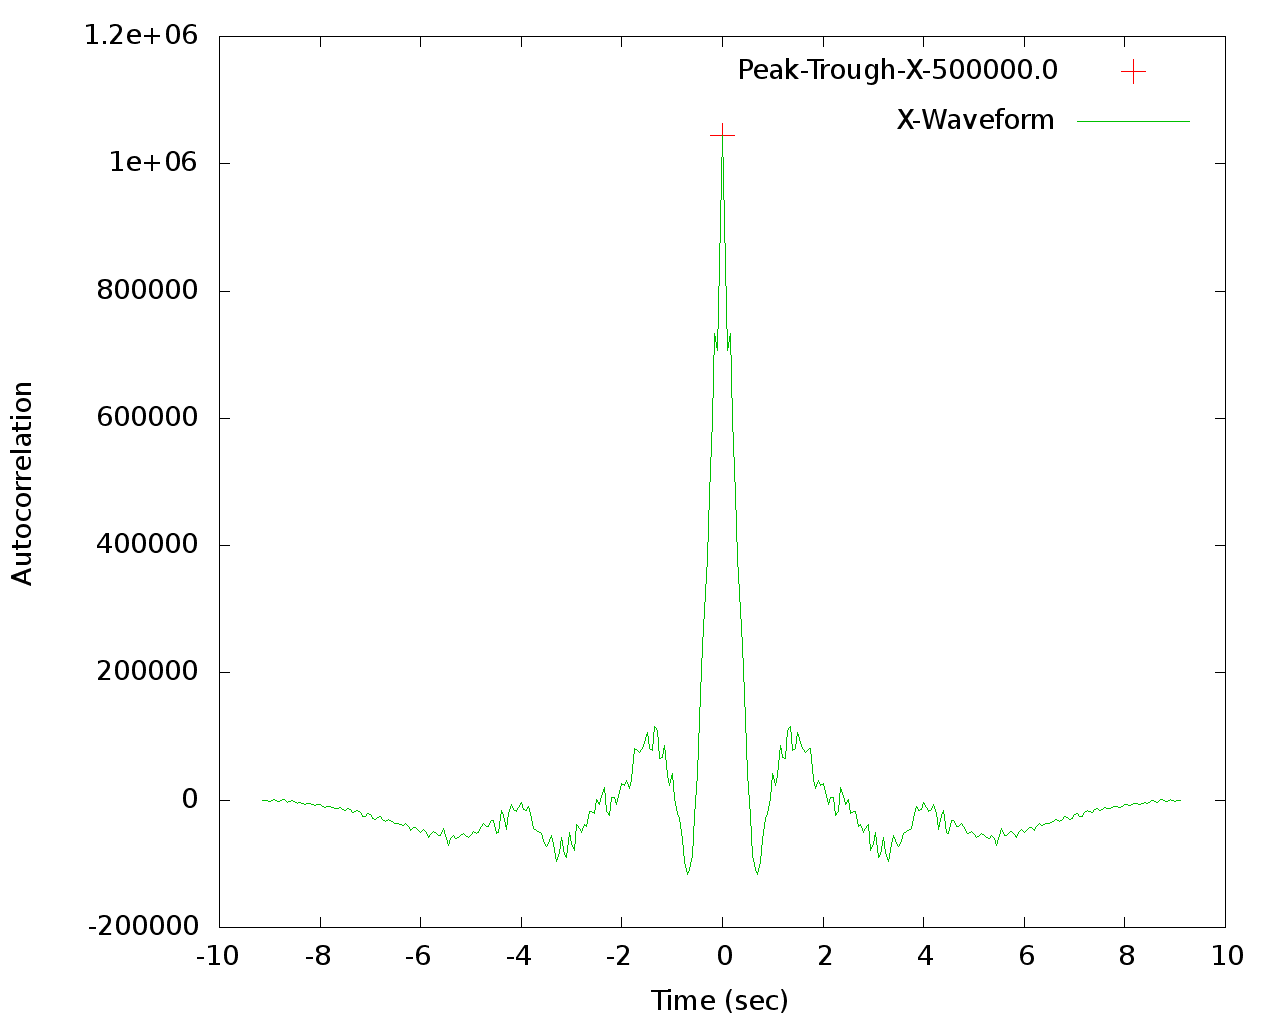 1.2e+06
Peak-Trough-X-500000.0
X-Waveform
1e+06
800000
600000
400000
200000
0
-200000
Autocorrelation
-10 -8 -6 -4 -2 0 2 4 6 8 10
Time (sec)